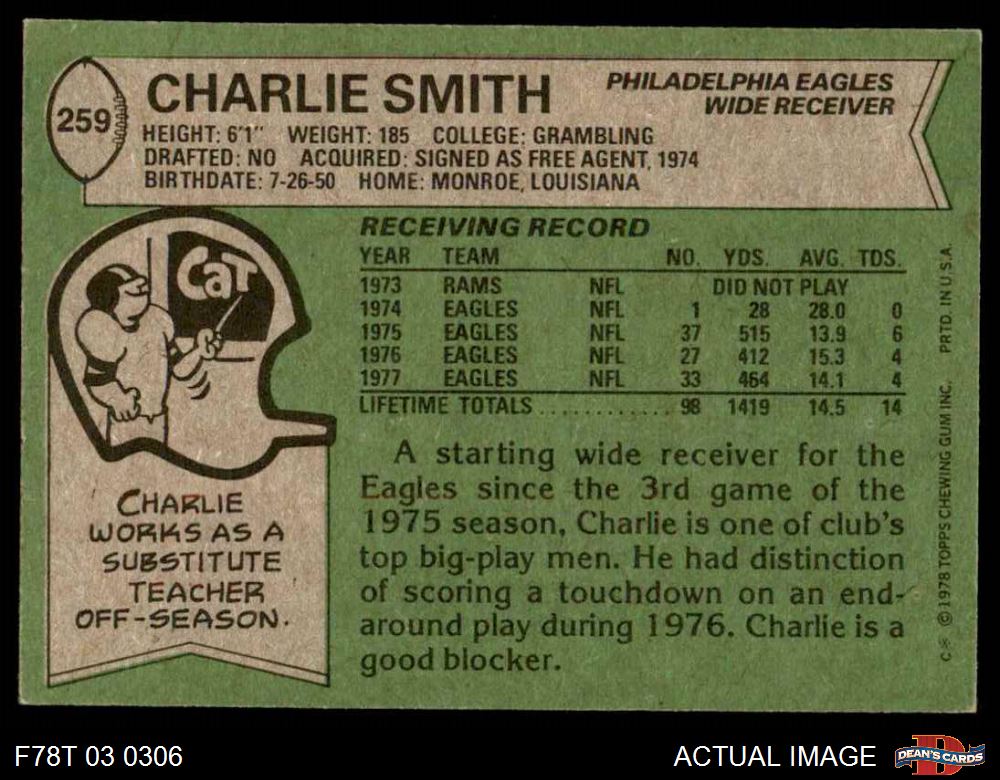 259
CHARLIE SMITH
PHILADELPHIA EAGLES
WIDE RECEIVER
HEIGHT: 6'1" WEIGHT: 185 COLLEGE: GRAMBLING
DRAFTED: NO ACQUIRED: SIGNED AS FREE AGENT, 1974
BIRTHDATE: 7-26-50 HOME: MONROE, LOUISIANA
CaT
CHARLIE
WORKS AS A
SUBSTITUTE
TEACHER
OFF-SEASON.
RECEIVING RECORD
YEAR TEAM NO. YDS. AVG. TDS.
1973 RAMS NFL DID NOT PLAY
1974 EAGLES NFL 1 28 28.0 0
1975 EAGLES NFL 37 515 13.9 6
1976 EAGLES NFL 27 412 15.3 4
1977 EAGLES NFL 33 464 14.1 4
LIFETIME TOTALS ............ 98 1419 14.5 14
A starting wide receiver for the
Eagles since the 3rd game of the
1975 season, Charlie is one of club's
top big-play men. He had distinction
of scoring a touchdown on an end-
around play during 1976. Charlie is a
good blocker.
C* ©1978 TOPPS CHEWING GUM INC. PRTD. IN U.S.A.
F78T 03 0306
ACTUAL IMAGE
D
DEAN'S CARDS